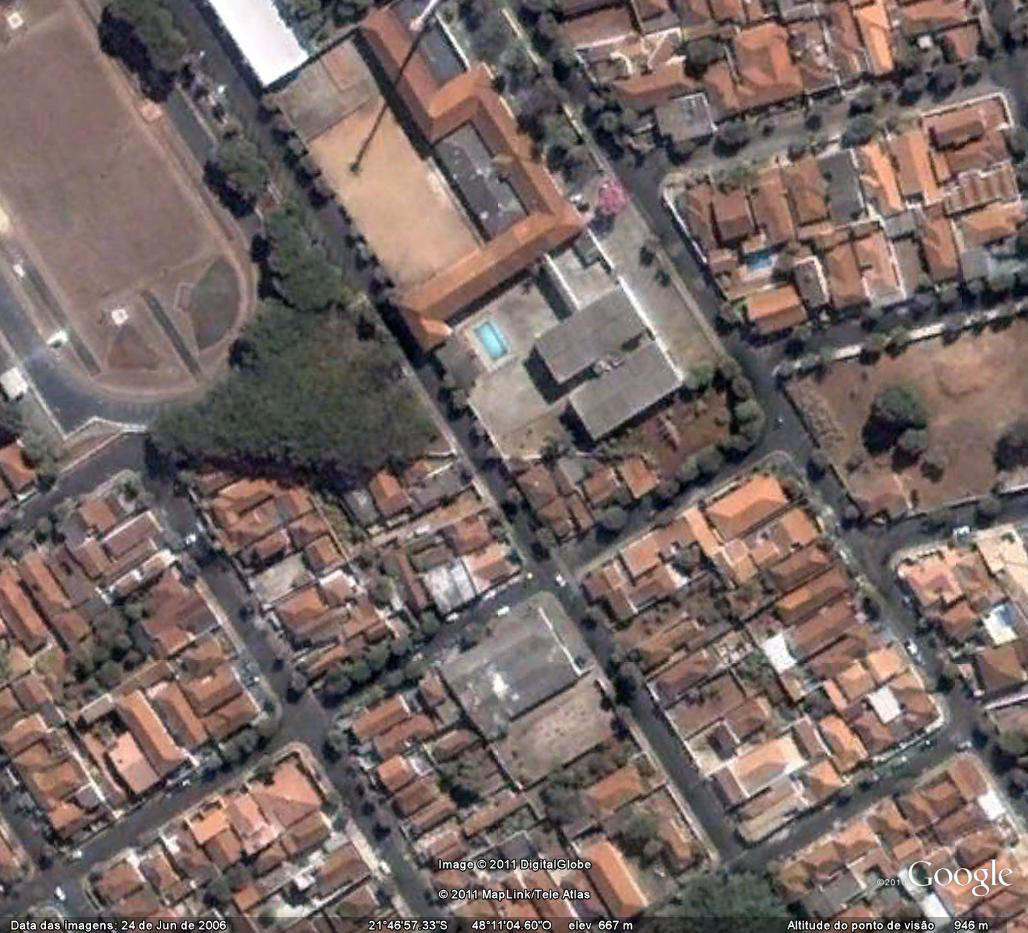 Image © 2011 DigitalGlobe
© 2011 MapLink/Tele Atlas
©2010 Google
Data das imagens: 24 de Jun de 2006 21°46'57.33"S 48°11'04.60"O elev 667 m Altitude do ponto de visão 946 m